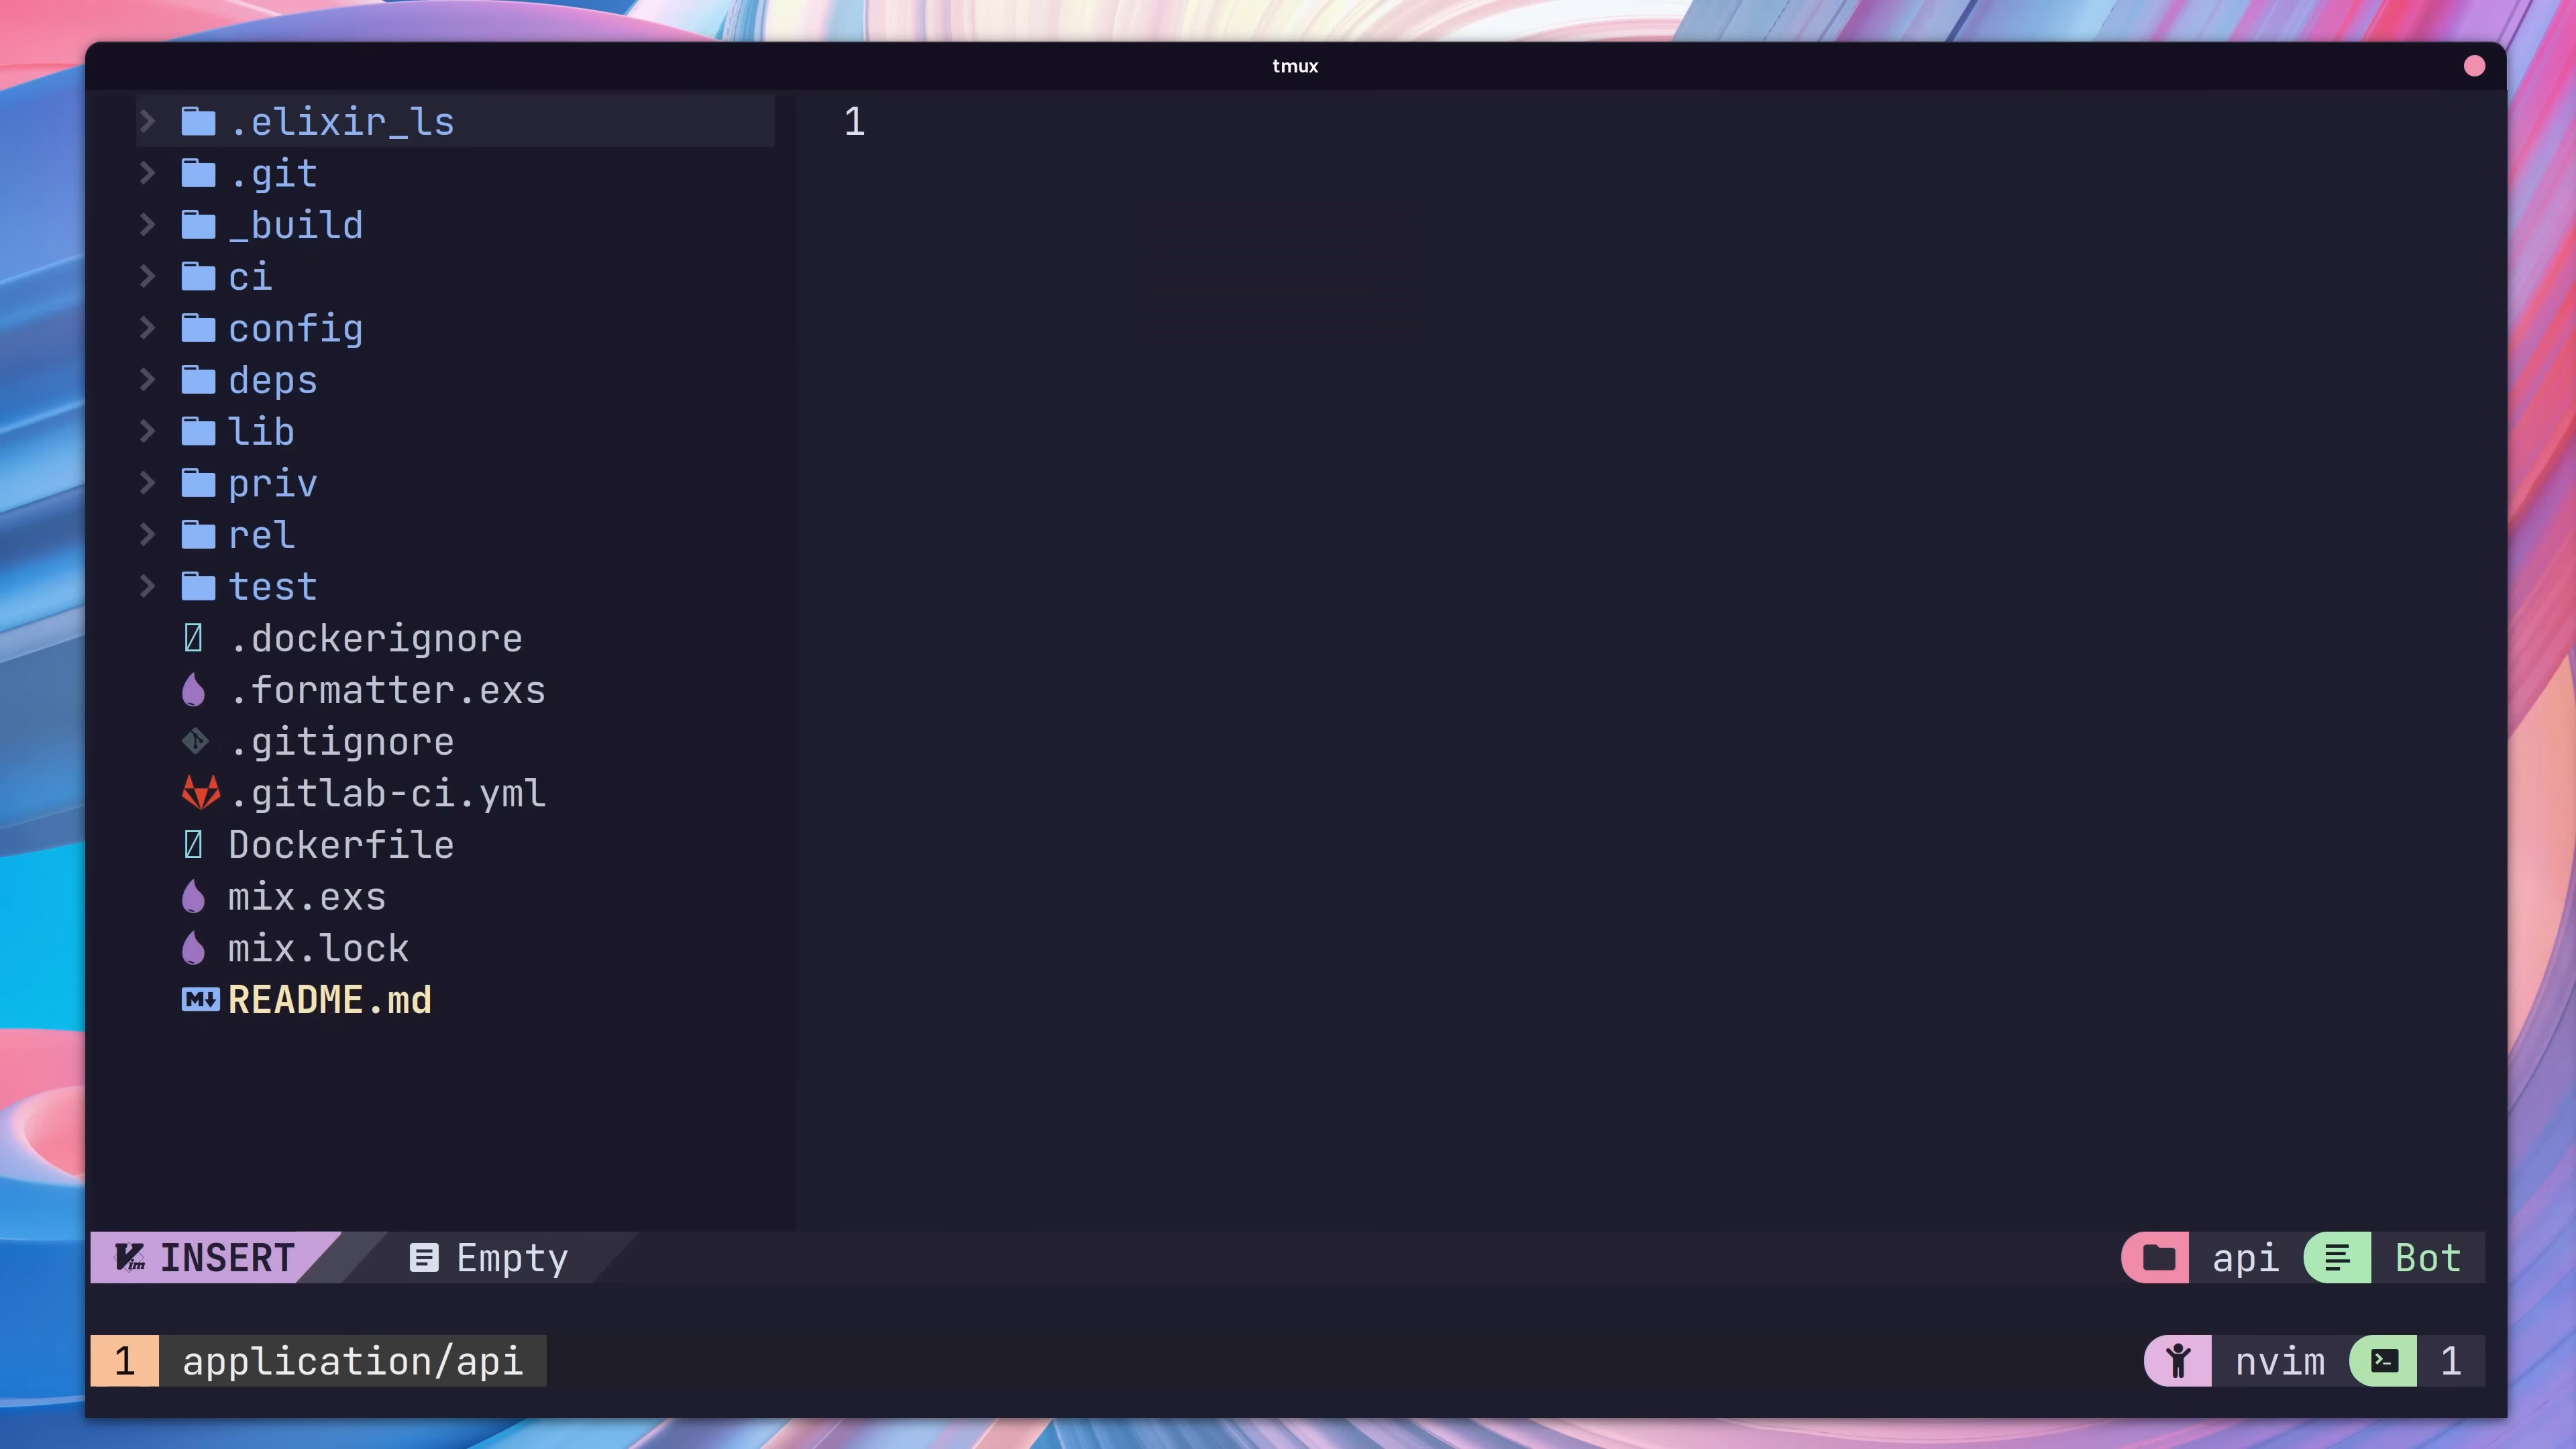 tmux
.elixir_ls
.git
_build
ci
config
deps
lib
priv
rel
test
.dockerignore
.formatter.exs
.gitignore
.gitlab-ci.yml
Dockerfile
mix.exs
mix.lock
README.md
1
INSERT Empty api Bot
1 application/api nvim 1